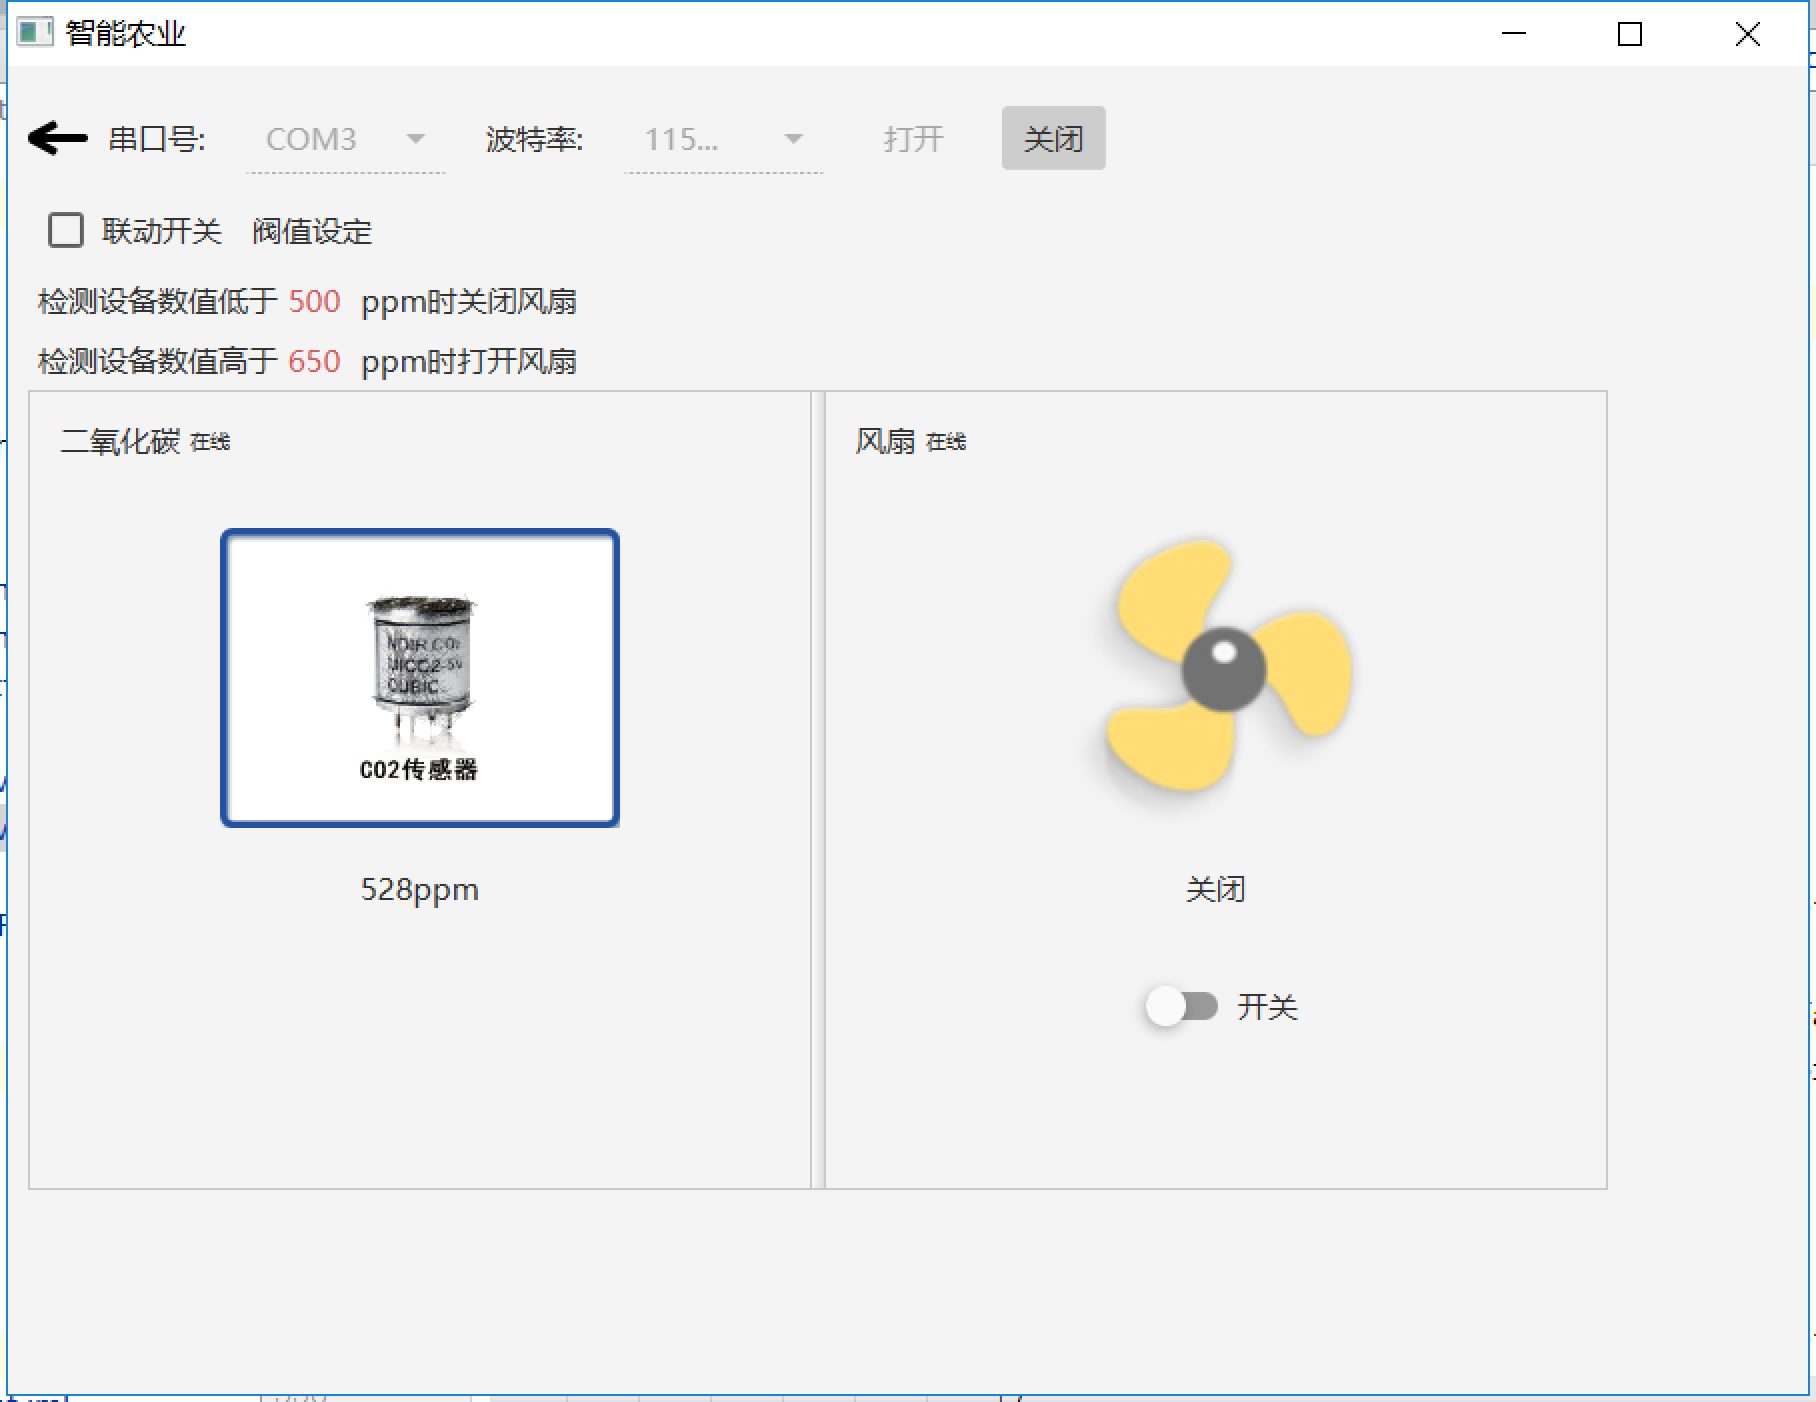 智能农业
串口号: COM3 波特率: 115... 打开 关闭
联动开关 阀值设定
检测设备数值低于 500 ppm时关闭风扇
检测设备数值高于 650 ppm时打开风扇
二氧化碳 在线
NDIR CO2
CUBIC
CO2传感器
528ppm
风扇 在线
关闭
开关